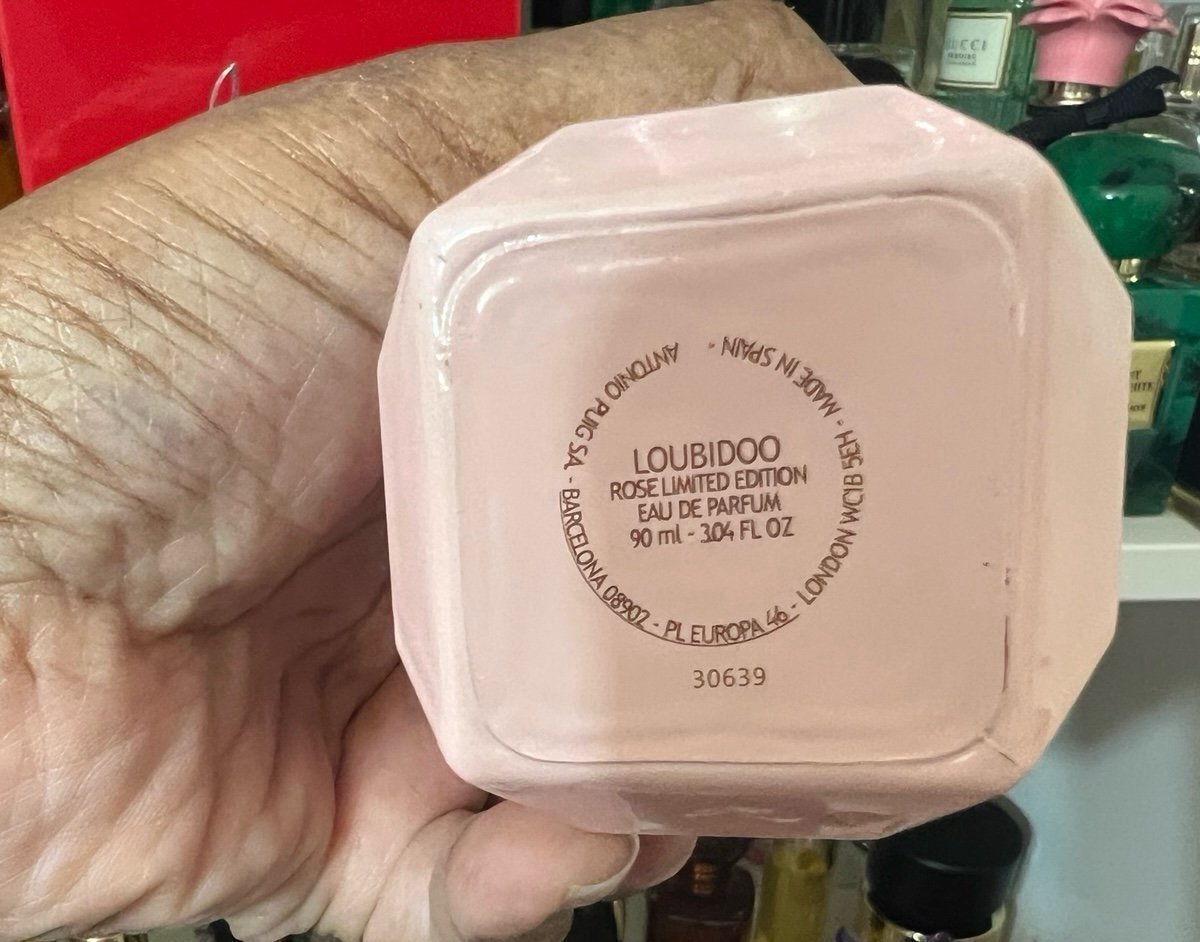 LOUBIDOO
ROSE LIMITED EDITION
EAU DE PARFUM
90 ml - 3.04 FL OZ
ANTONIO PUIG SA - BARCELONA 08902 - PL EUROPA 46 - LONDON WC1B 5EH - MADE IN SPAIN -
30639